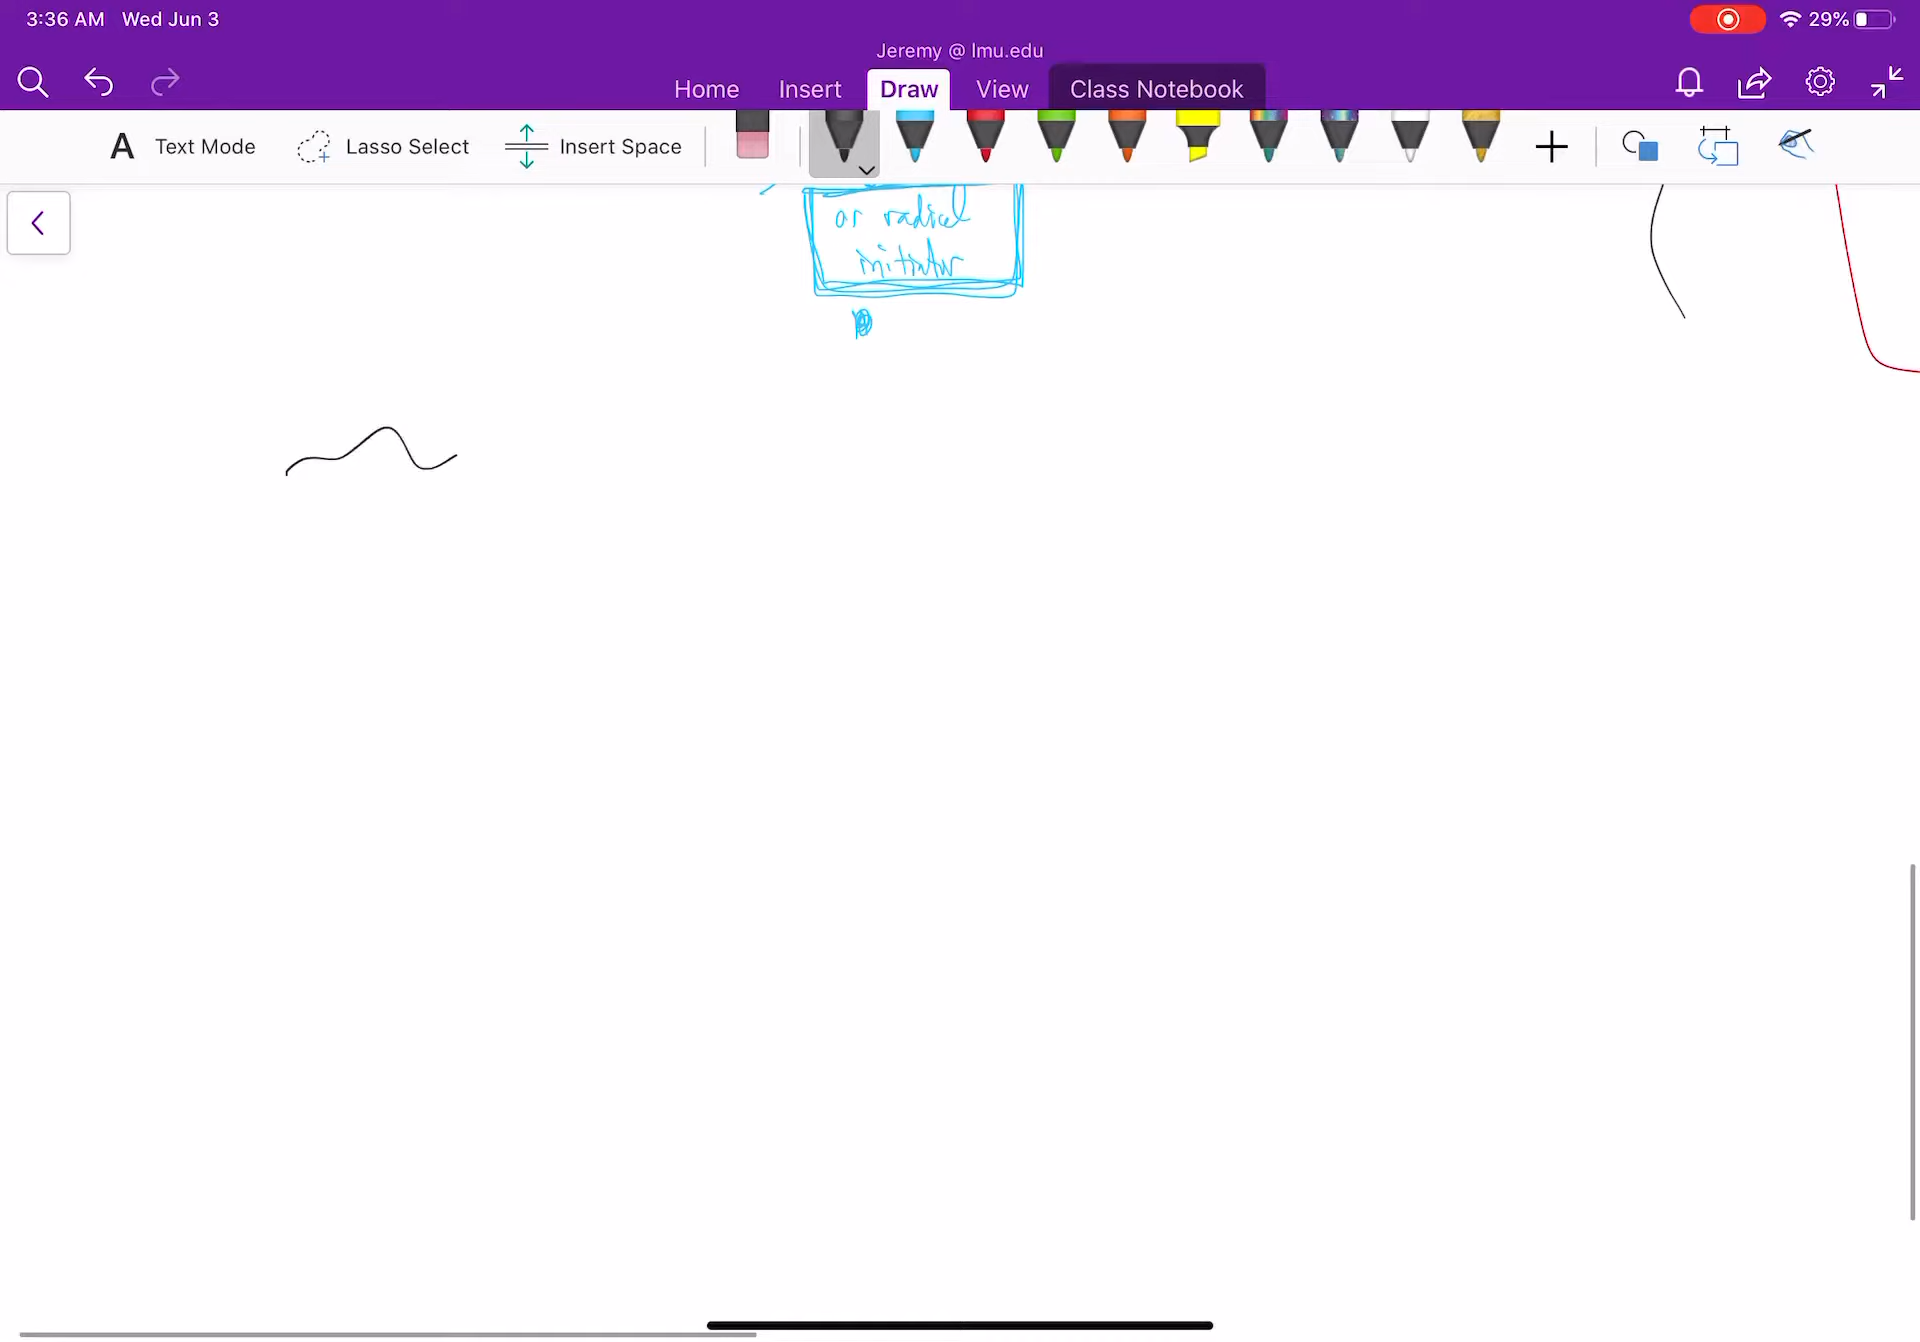 3:36 AM Wed Jun 3
29%
Jeremy @ lmu.edu
Home Insert Draw View Class Notebook
A Text Mode Lasso Select Insert Space
or radical
initiator